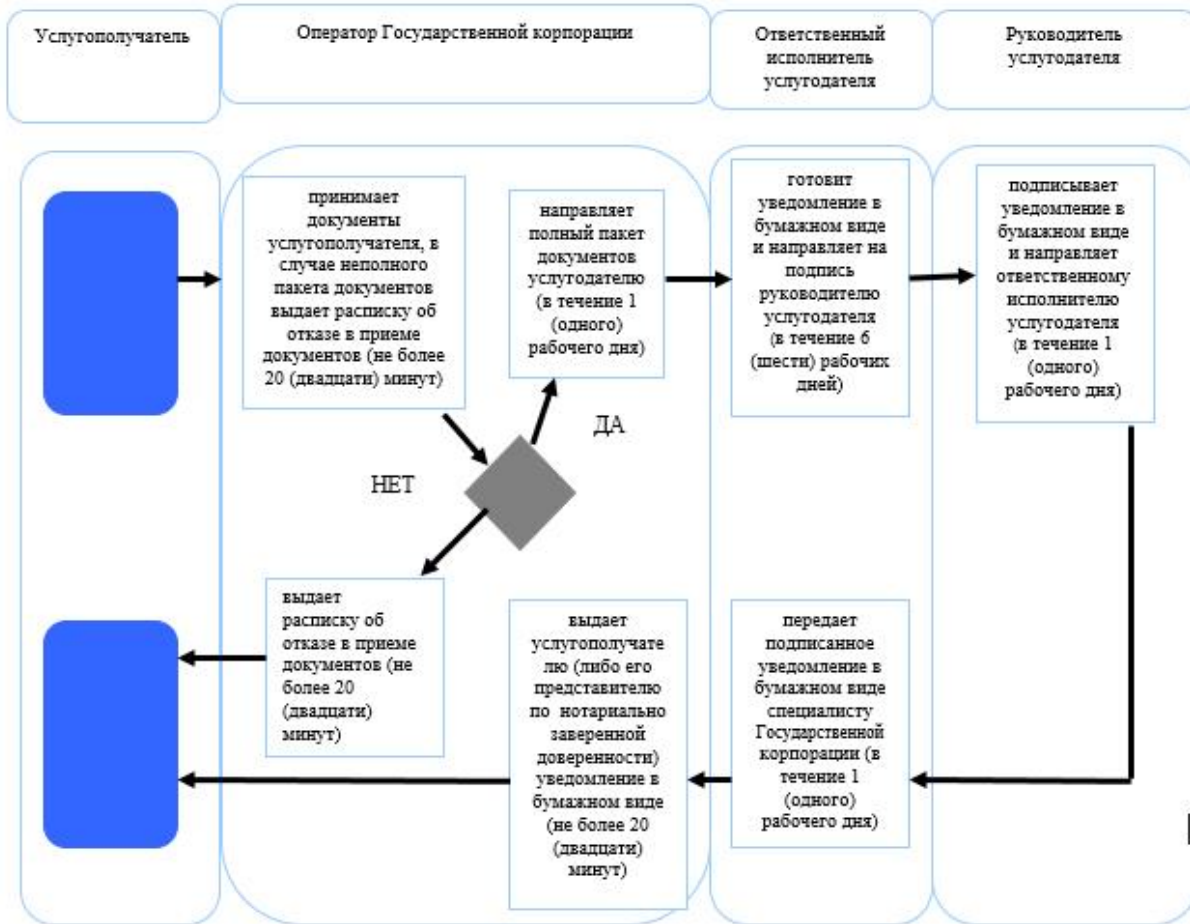 Услугополучатель
Оператор Государственной корпорации
Ответственный
исполнитель
услугодателя
Руководитель
услугодателя
принимает
документы
услугополучателя, в
случае неполного
пакета документов
выдает расписку об
отказе в приеме
документов (не более
20 (двадцати) минут)
направляет
полный пакет
документов
услугодателю
(в течение 1
(одного)
рабочего дня)
готовит
уведомление в
бумажном виде
и направляет на
подпись
руководителю
услугодателя
(в течение 6
(шести) рабочих
дней)
подписывает
уведомление в
бумажном виде
и направляет
ответственному
исполнителю
услугодателя
(в течение 1
(одного)
рабочего дня)
ДА
НЕТ
выдает
расписку об
отказе в приеме
документов (не
более 20
(двадцати)
минут)
выдает
услугополучате
лю (либо его
представителю
по нотариально
заверенной
доверенности)
уведомление в
бумажном виде
(не более 20
(двадцати)
минут)
передает
подписанное
уведомление в
бумажном виде
специалисту
Государственной
корпорации (в
течение 1
(одного)
рабочего дня)